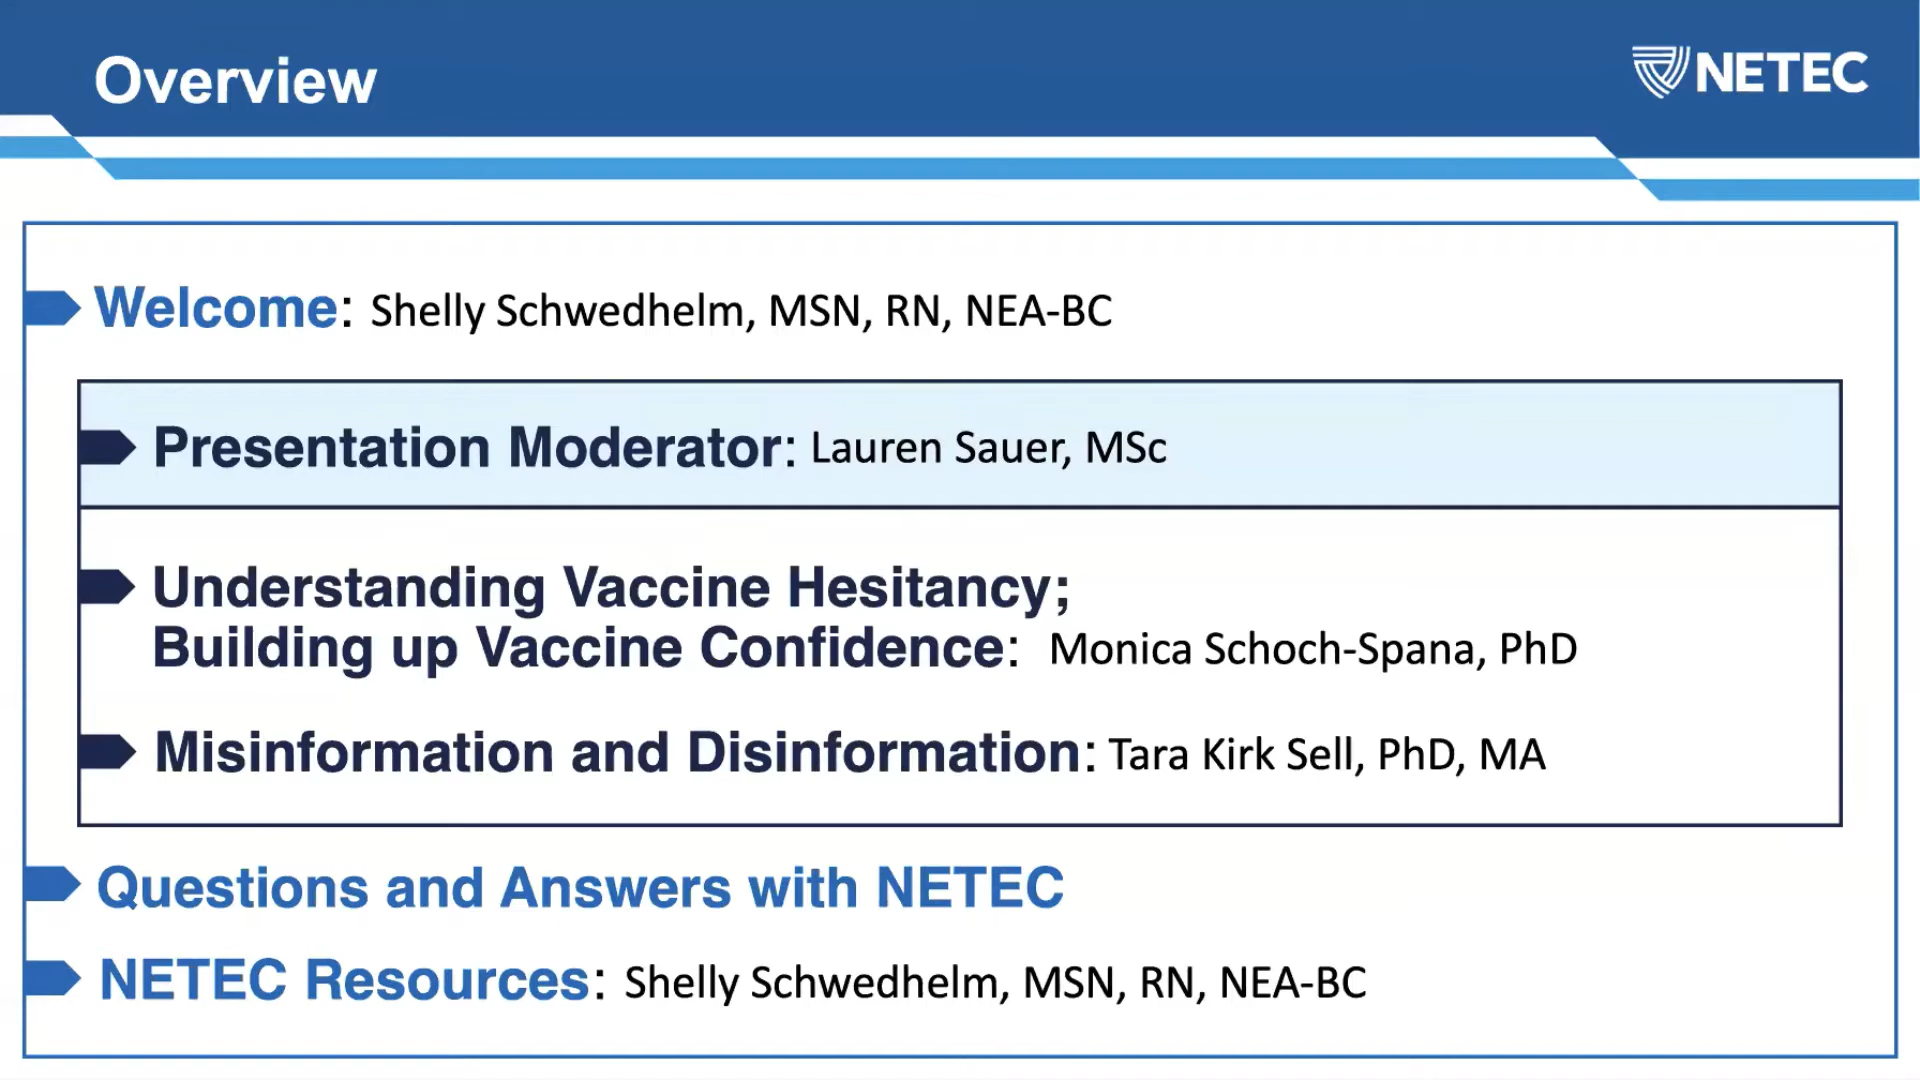 Overview
NETEC
Welcome: Shelly Schwedhelm, MSN, RN, NEA-BC
Presentation Moderator: Lauren Sauer, MSc
Understanding Vaccine Hesitancy;
Building up Vaccine Confidence: Monica Schoch-Spana, PhD
Misinformation and Disinformation: Tara Kirk Sell, PhD, MA
Questions and Answers with NETEC
NETEC Resources: Shelly Schwedhelm, MSN, RN, NEA-BC